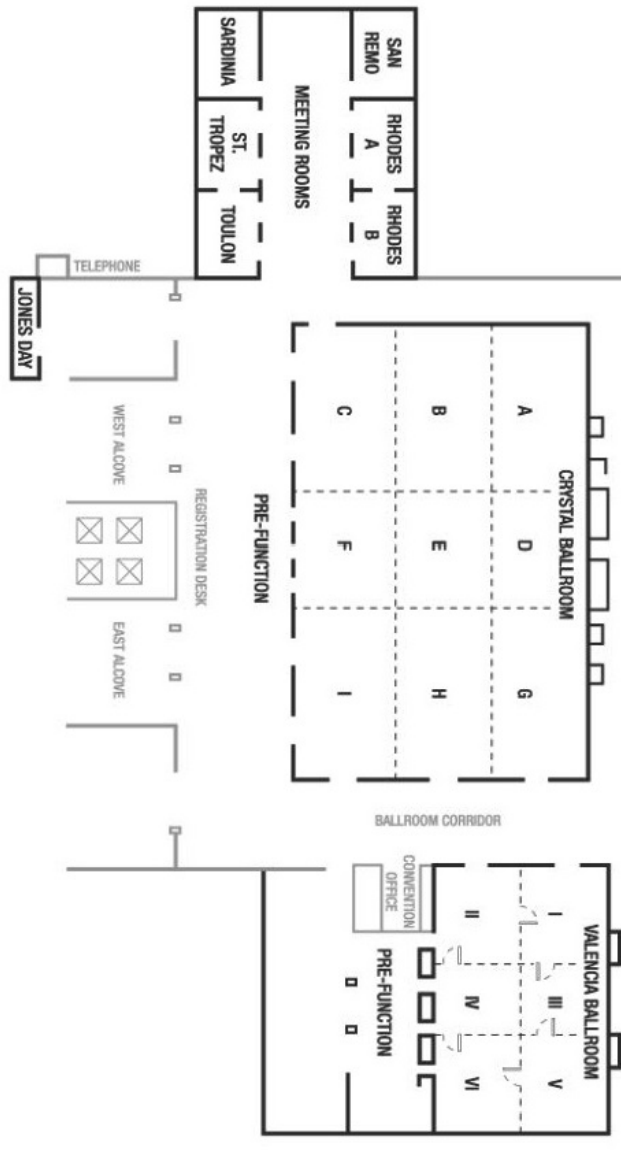 SAN
REMO
RHODES
A
RHODES
B
MEETING ROOMS
SARDINIA
ST.
TROPEZ
TOULON
CRYSTAL BALLROOM
A
D
G
B
E
H
C
F
I
PRE-FUNCTION
REGISTRATION DESK
TELEPHONE
WEST ALCOVE
EAST ALCOVE
JONES DAY
BALLROOM CORRIDOR
VALENCIA BALLROOM
I
III
V
II
IV
VI
CONVENTION
OFFICE
PRE-FUNCTION